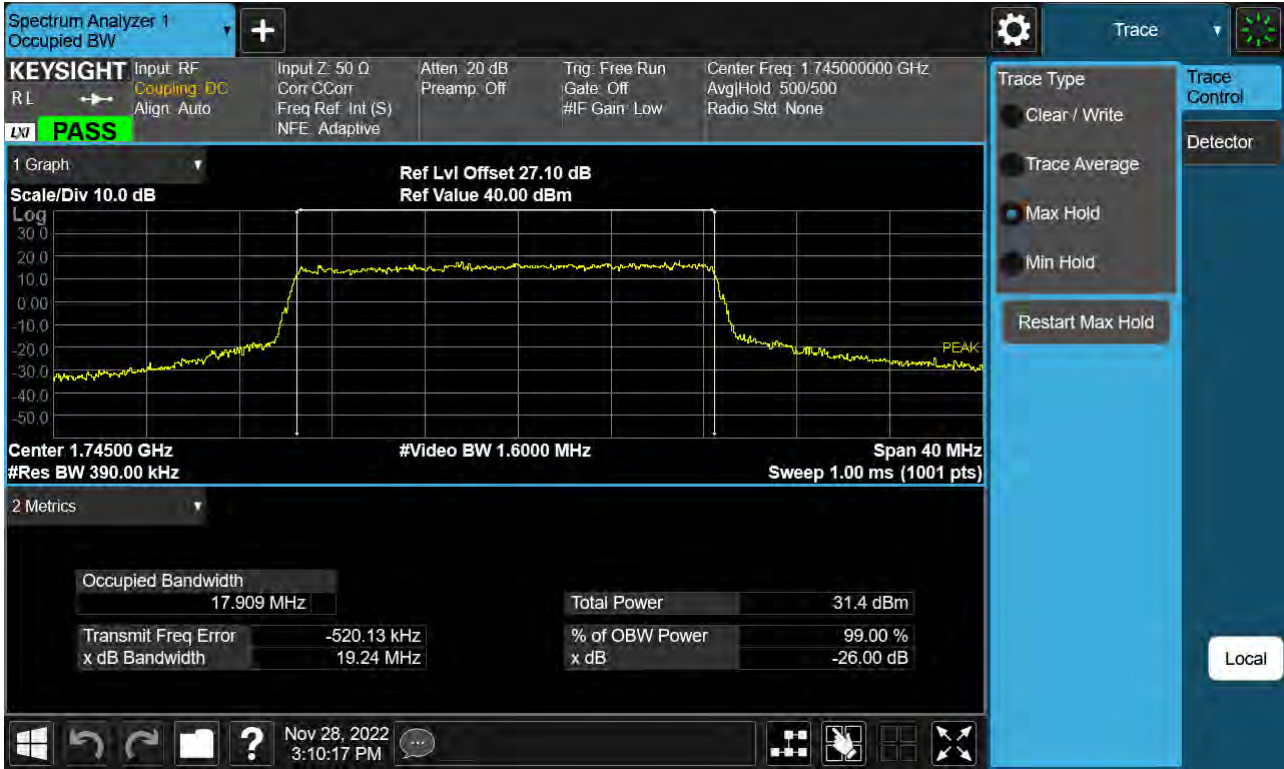 Spectrum Analyzer 1
Occupied BW
Trace
KEYSIGHT
R L
LXI
PASS
Input: RF
Coupling: DC
Align: Auto
Input Z: 50 Ω
Corr CCorr
Freq Ref: Int (S)
NFE: Adaptive
Atten: 20 dB
Preamp: Off
Trig: Free Run
Gate: Off
#IF Gain: Low
Center Freq: 1.745000000 GHz
Avg|Hold: 500/500
Radio Std: None
1 Graph
Scale/Div 10.0 dB
Ref Lvl Offset 27.10 dB
Ref Value 40.00 dBm
Log
30.0
20.0
10.0
0.00
-10.0
-20.0
-30.0
-40.0
-50.0
PEAK
Center 1.74500 GHz
#Video BW 1.6000 MHz
Span 40 MHz
#Res BW 390.00 kHz
Sweep 1.00 ms (1001 pts)
2 Metrics
Occupied Bandwidth
17.909 MHz
Total Power 31.4 dBm
Transmit Freq Error -520.13 kHz
% of OBW Power 99.00 %
x dB Bandwidth 19.24 MHz
x dB -26.00 dB
Trace Type
Clear / Write
Trace Average
Max Hold
Min Hold
Restart Max Hold
Trace
Control
Detector
Local
?
Nov 28, 2022
3:10:17 PM